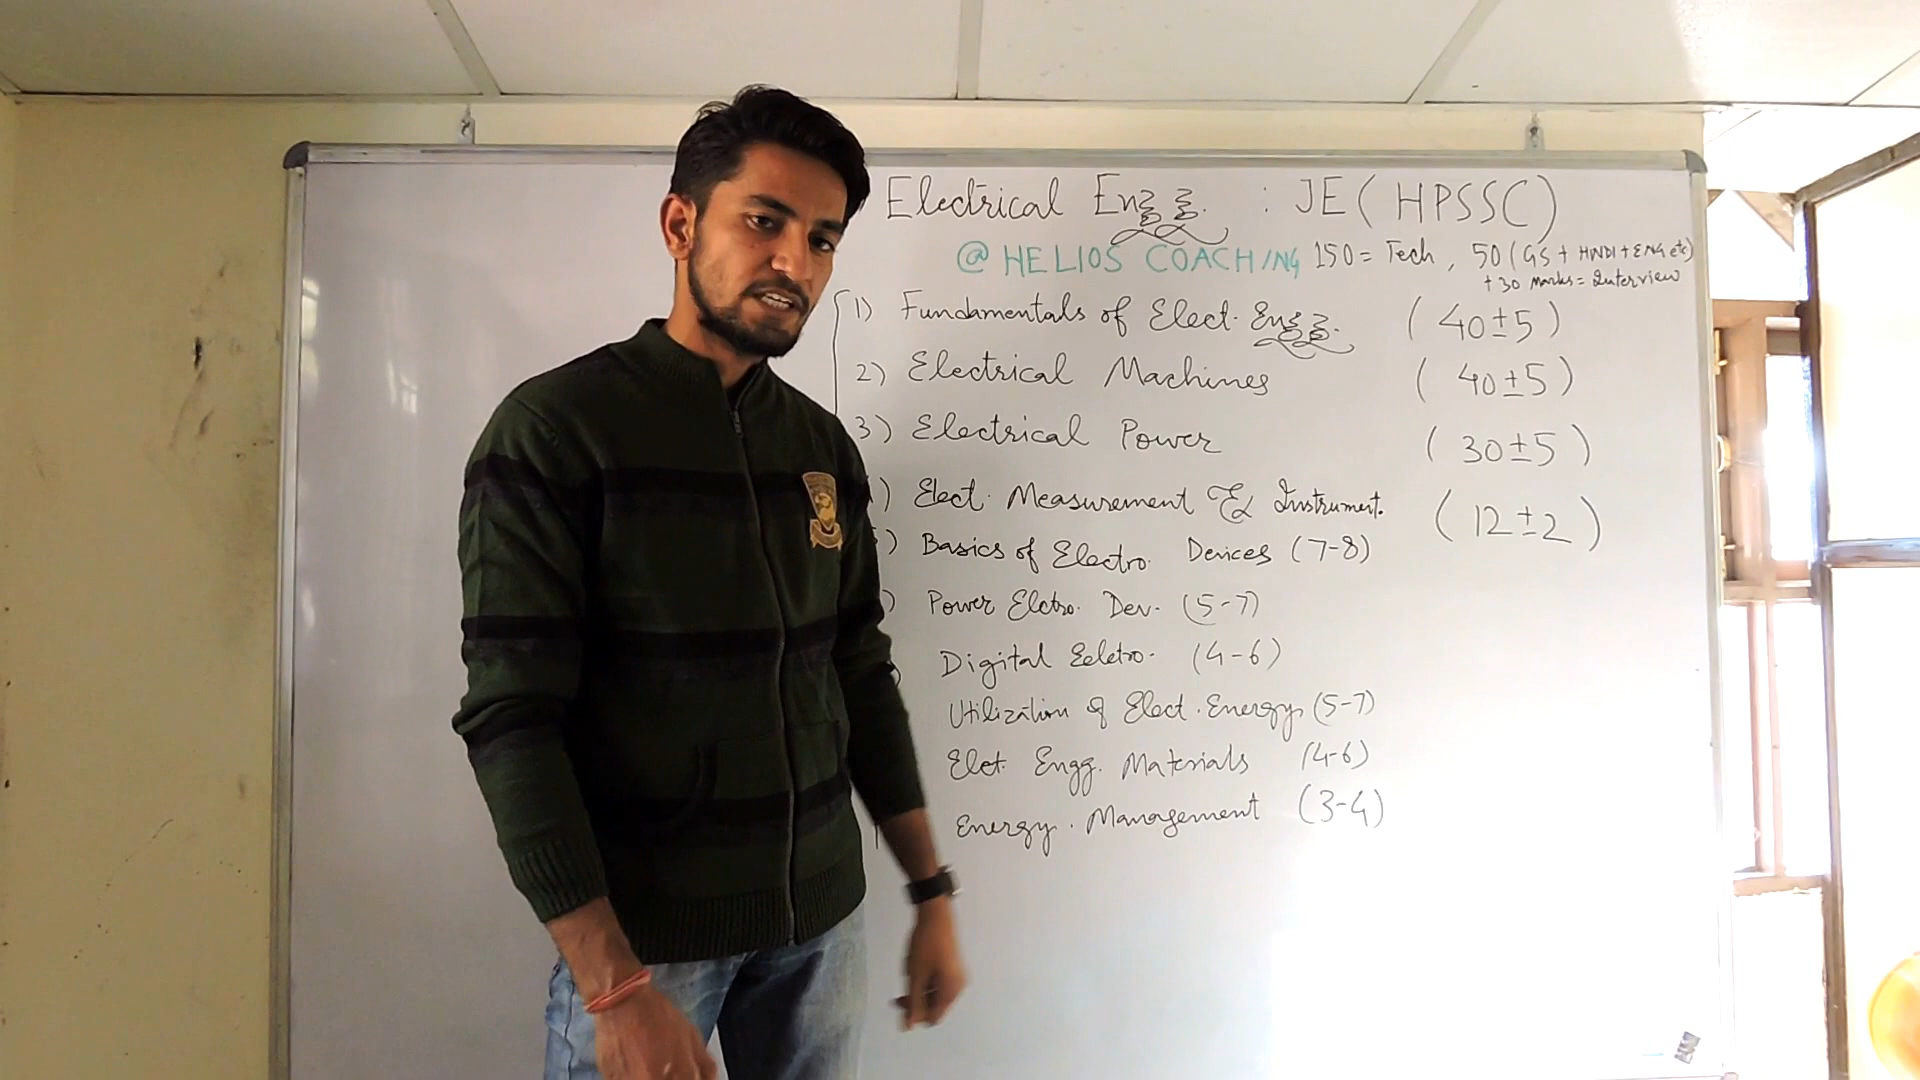 Electrical Engg. : JE (HPSSC)
@ HELIOS COACHING 150 = Tech, 50 (GS + HINDI + ENG etc)
+ 30 marks = Interview
1) Fundamentals of Elect. Engg. (40±5)
2) Electrical Machines (40±5)
3) Electrical Power (30±5)
) Elect. Measurement & Instrument. (12±2)
) Basics of Electro. Devices (7-8)
) Power Elctro. Dev. (5-7)
Digital Eeletro. (4-6)
Utilization of Elect. Energy (5-7)
Elet. Engg. Materials (4-6)
Energy. Management (3-4)